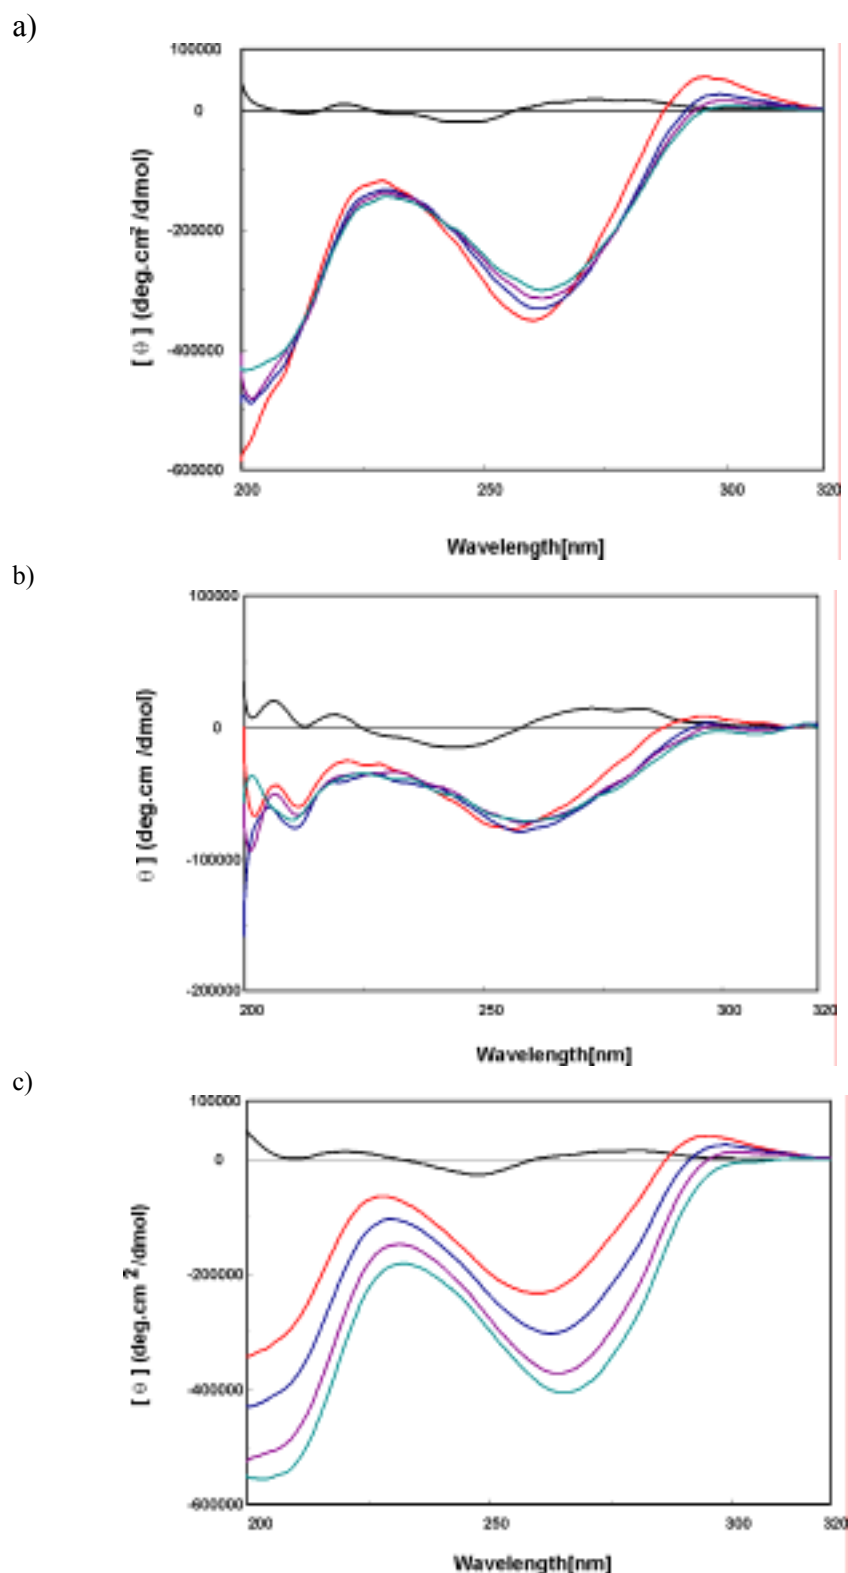 a)
100000
0
-200000
-400000
-600000
[ θ ] (deg.cm² /dmol)
200 250 300 320
Wavelength[nm]
b)
100000
0
-100000
-200000
θ ] (deg.cm /dmol)
200 250 300 320
Wavelength[nm]
c)
100000
0
-200000
-400000
-600000
[ θ ] (deg.cm ²/dmol)
200 250 300 320
Wavelength[nm]